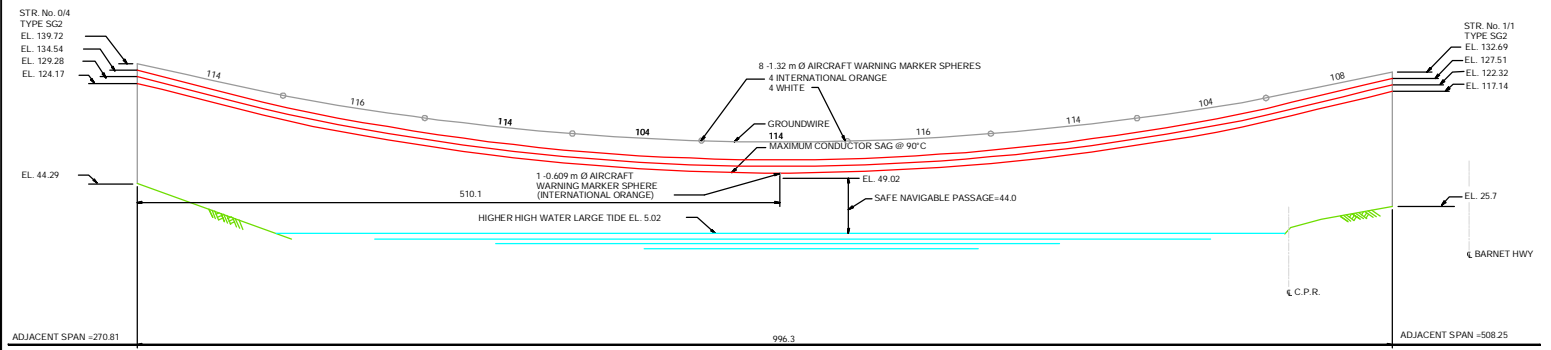 STR. No. 0/4
TYPE SG2
EL. 139.72
EL. 134.54
EL. 129.28
EL. 124.17
STR. No. 1/1
TYPE SG2
EL. 132.69
EL. 127.51
EL. 122.32
EL. 117.14
114
116
114
104
114
116
114
104
108
8 -1.32 m Ø AIRCRAFT WARNING MARKER SPHERES
4 INTERNATIONAL ORANGE
4 WHITE
GROUNDWIRE
MAXIMUM CONDUCTOR SAG @ 90°C
EL. 44.29
510.1
1 -0.609 m Ø AIRCRAFT
WARNING MARKER SPHERE
(INTERNATIONAL ORANGE)
EL. 49.02
SAFE NAVIGABLE PASSAGE=44.0
EL. 25.7
HIGHER HIGH WATER LARGE TIDE EL. 5.02
℄ BARNET HWY
℄ C.P.R.
ADJACENT SPAN =270.81
996.3
ADJACENT SPAN =508.25